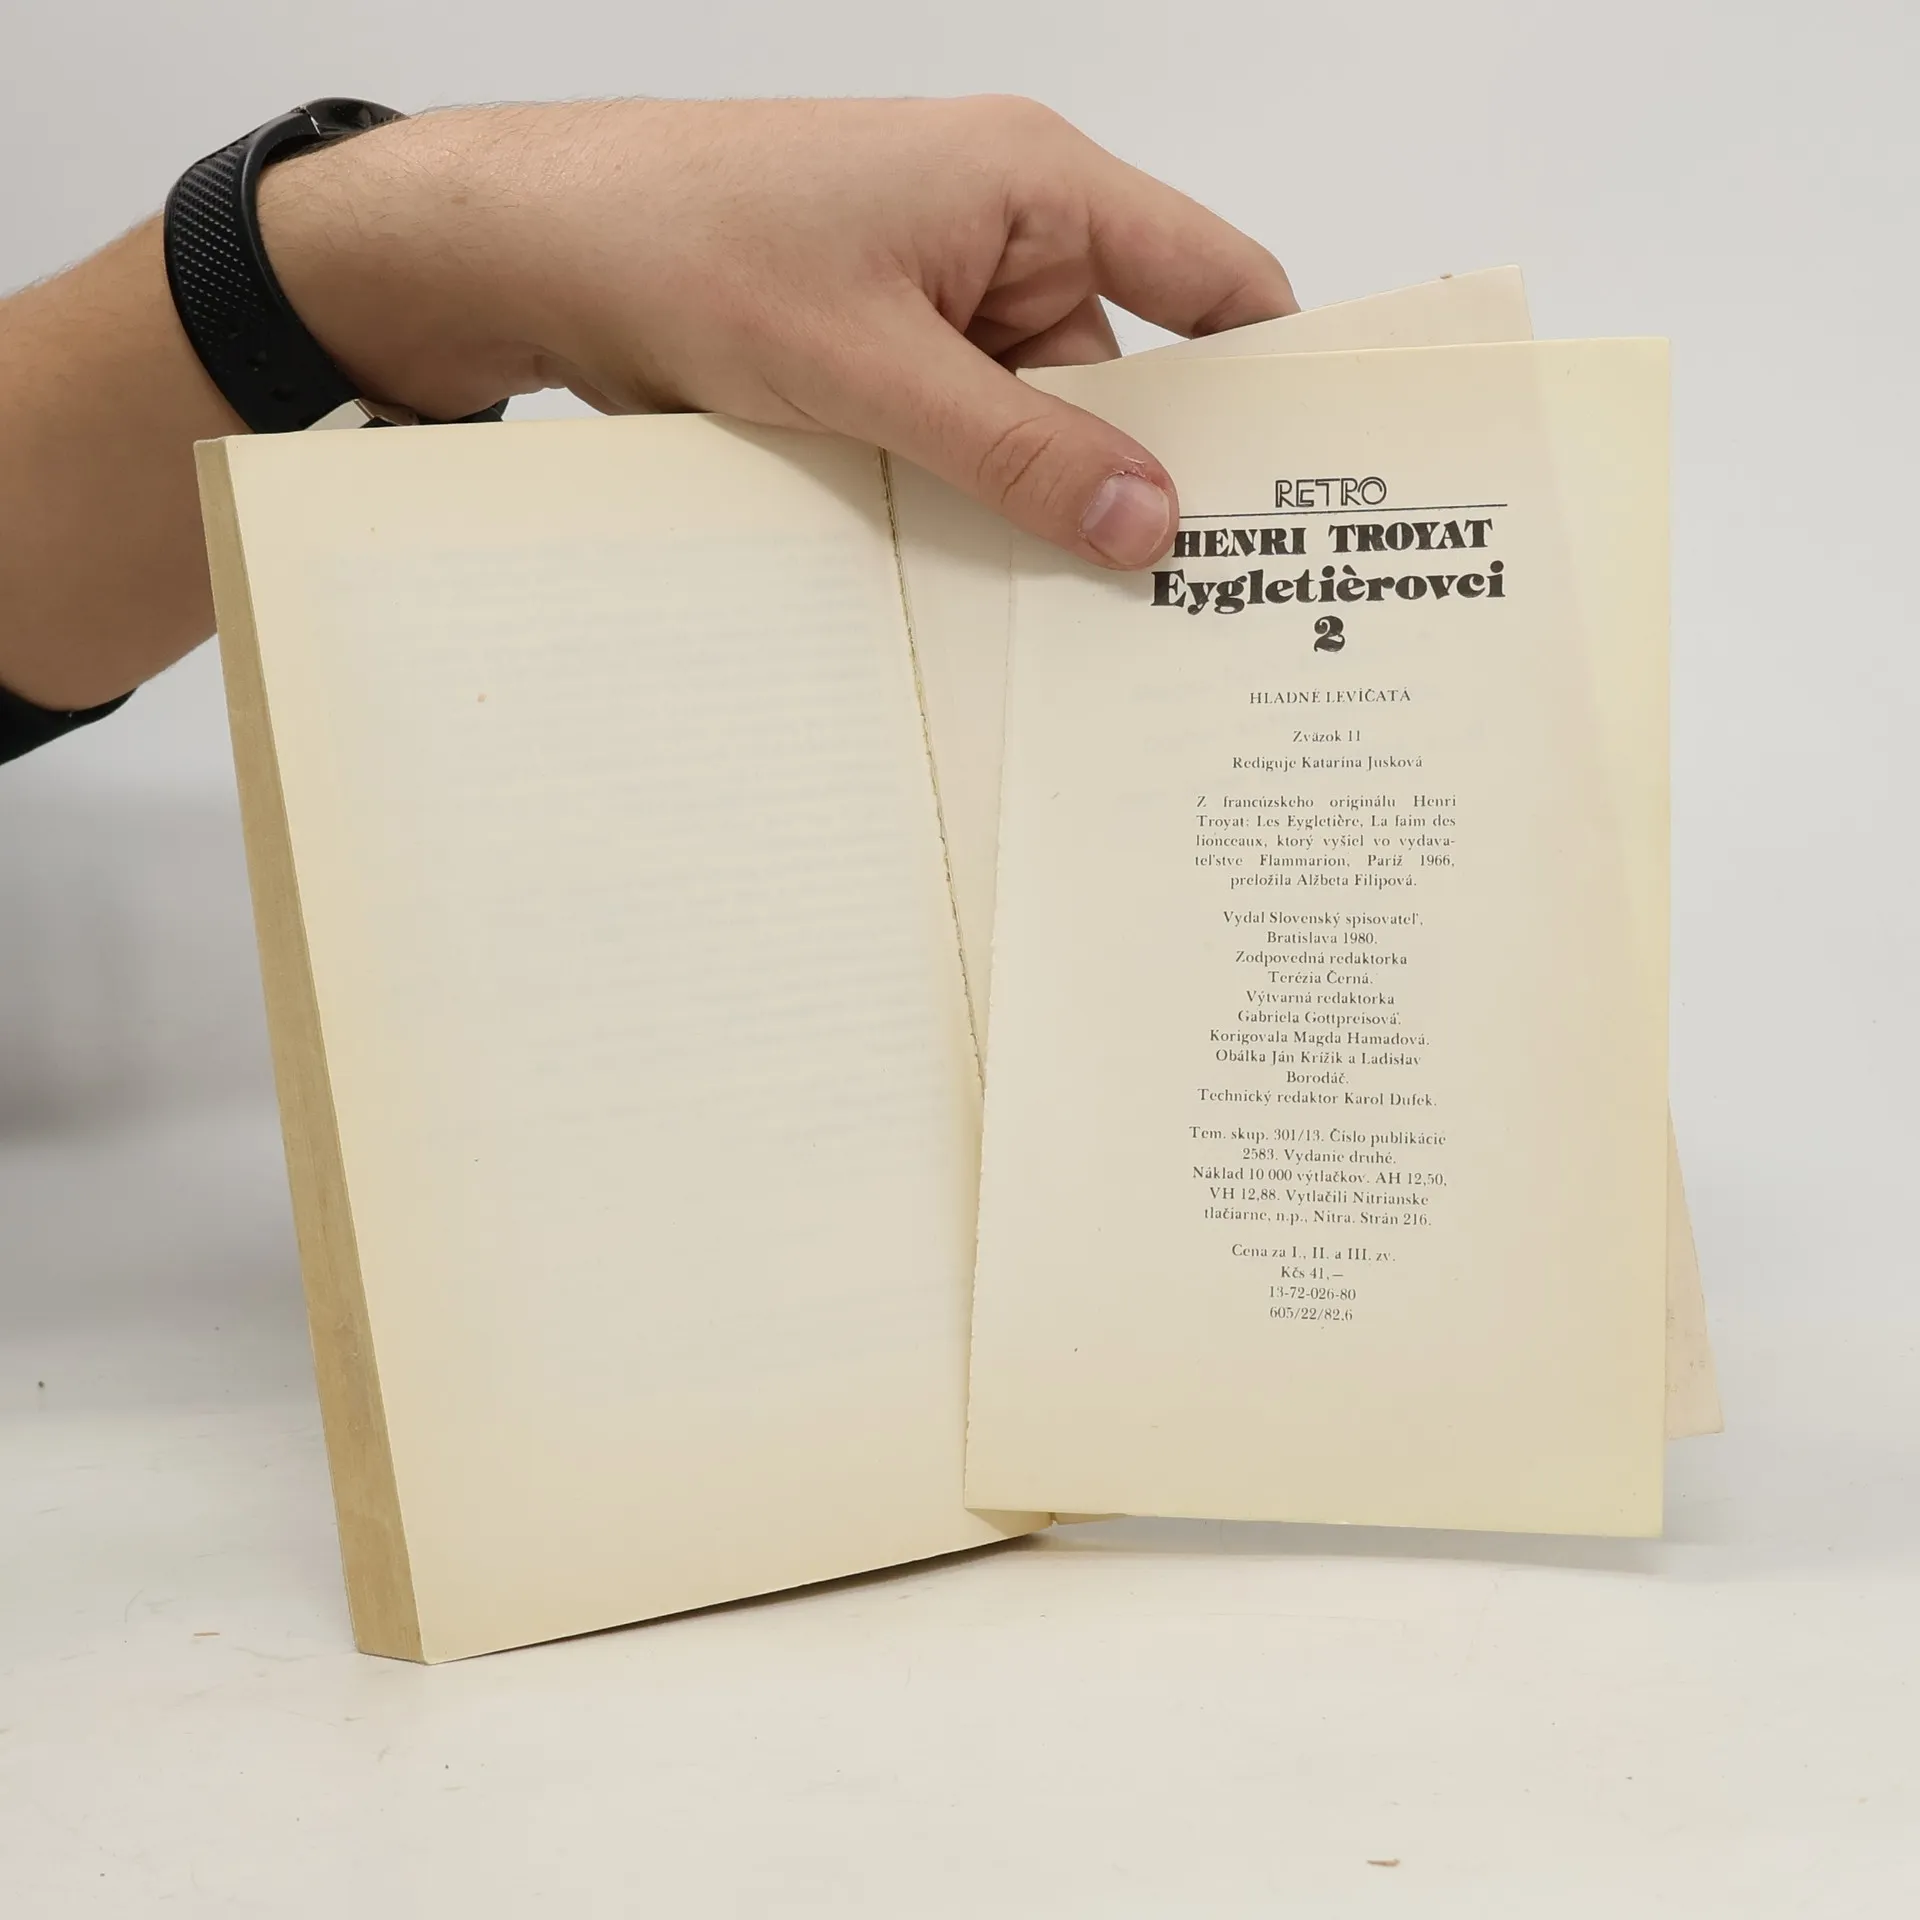 RETRO
HENRI TROYAT
Eygletièrovci
2
HLADNÉ LEVÍČATÁ
Zväzok II
Rediguje Katarína Jusková
Z francúzskeho originálu Henri
Troyat: Les Eygletière, La faim des
lionceaux, ktorý vyšiel vo vydava-
teľstve Flammarion, Paríž 1966,
preložila Alžbeta Filipová.
Vydal Slovenský spisovateľ,
Bratislava 1980.
Zodpovedná redaktorka
Terézia Černá.
Výtvarná redaktorka
Gabriela Gottpreisová.
Korigovala Magda Hamadová.
Obálka Ján Krížik a Ladislav
Borodáč.
Technický redaktor Karol Dufek.
Tem. skup. 301/13. Číslo publikácie
2583. Vydanie druhé.
Náklad 10 000 výtlačkov. AH 12,50,
VH 12,88. Vytlačili Nitrianske
tlačiarne, n.p., Nitra. Strán 216.
Cena za I., II. a III. zv.
Kčs 41,—
13-72-026-80
605/22/82.6